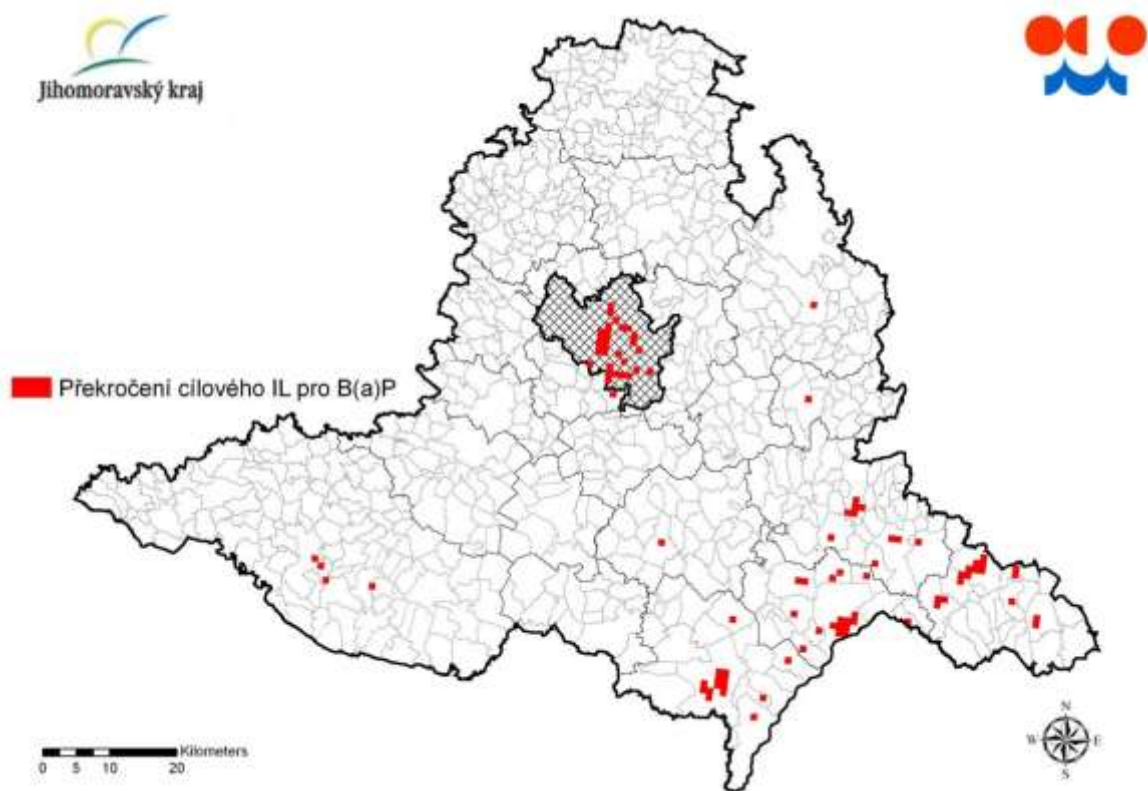 Jihomoravský kraj
Překročení cílového IL pro B(a)P
Kilometers
0 5 10 20
N
W E
S